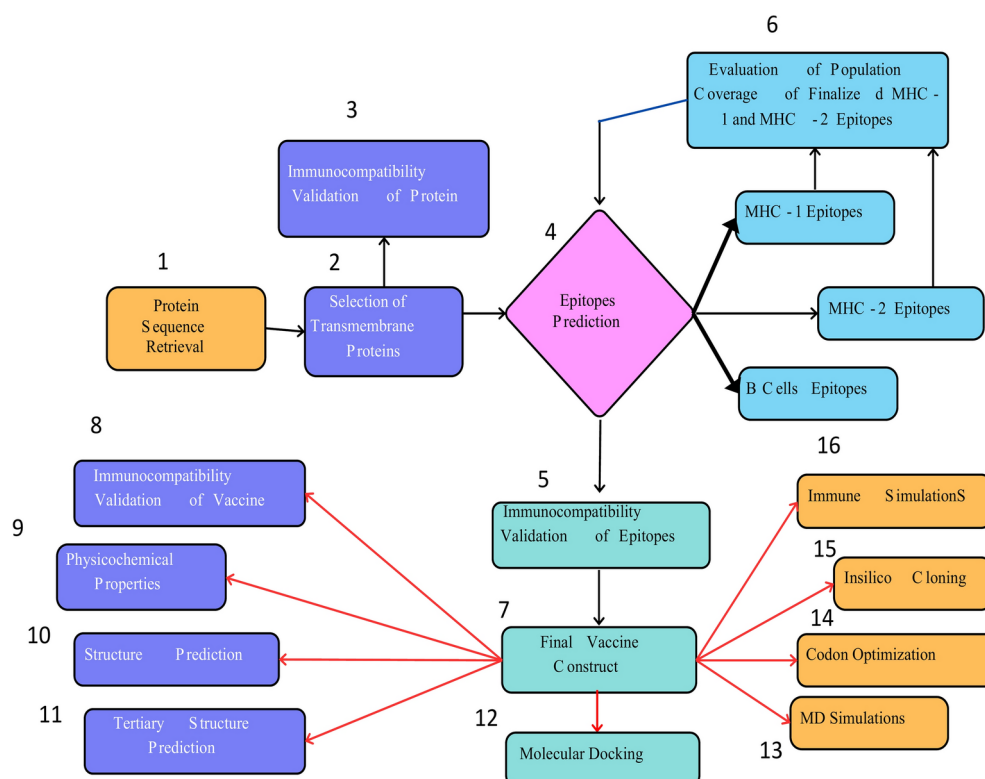 6
Evaluation of Population
Coverage of Finalize d MHC -
1 and MHC -2 Epitopes
3
Immunocompatibility
Validation of Protein
MHC - 1 Epitopes
4
1
2
Protein
Sequence
Retrieval
Selection of
Transmembrane
Proteins
Epitopes
Prediction
MHC -2 Epitopes
B Cells Epitopes
8
Immunocompatibility
Validation of Vaccine
5
Immunocompatibility
Validation of Epitopes
16
Immune SimulationS
9
Physicochemical
Properties
15
Insilico Cloning
10
Structure Prediction
7
Final Vaccine
Construct
14
Codon Optimization
11
Tertiary Structure
Prediction
12
Molecular Docking
MD Simulations
13